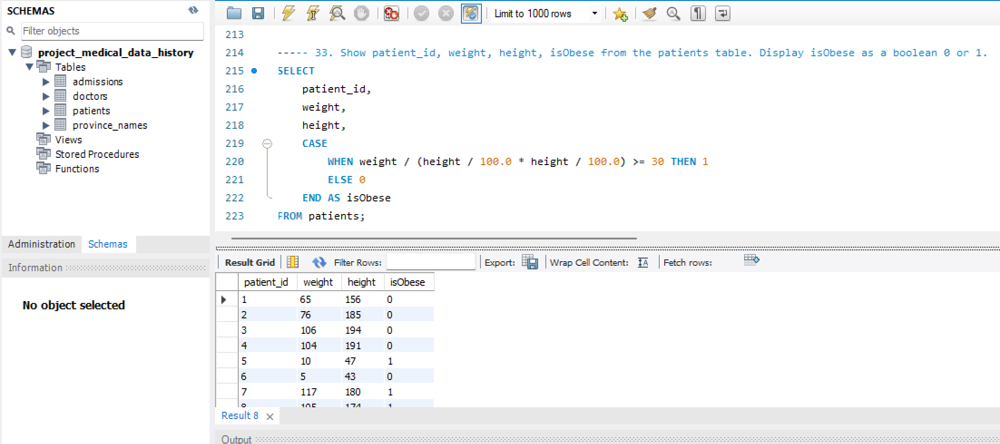 SCHEMAS
Filter objects
project_medical_data_history
Tables
admissions
doctors
patients
province_names
Views
Stored Procedures
Functions
Administration Schemas
Information
No object selected
Limit to 1000 rows
213
214 ----- 33. Show patient_id, weight, height, isObese from the patients table. Display isObese as a boolean 0 or 1.
215 SELECT
216 patient_id,
217 weight,
218 height,
219 CASE
220 WHEN weight / (height / 100.0 * height / 100.0) >= 30 THEN 1
221 ELSE 0
222 END AS isObese
223 FROM patients;
Result Grid Filter Rows: Export: Wrap Cell Content: Fetch rows:
patient_id weight height isObese
1 65 156 0
2 76 185 0
3 106 194 0
4 104 191 0
5 10 47 1
6 5 43 0
7 117 180 1
8 105 174 1
Result 8
Output